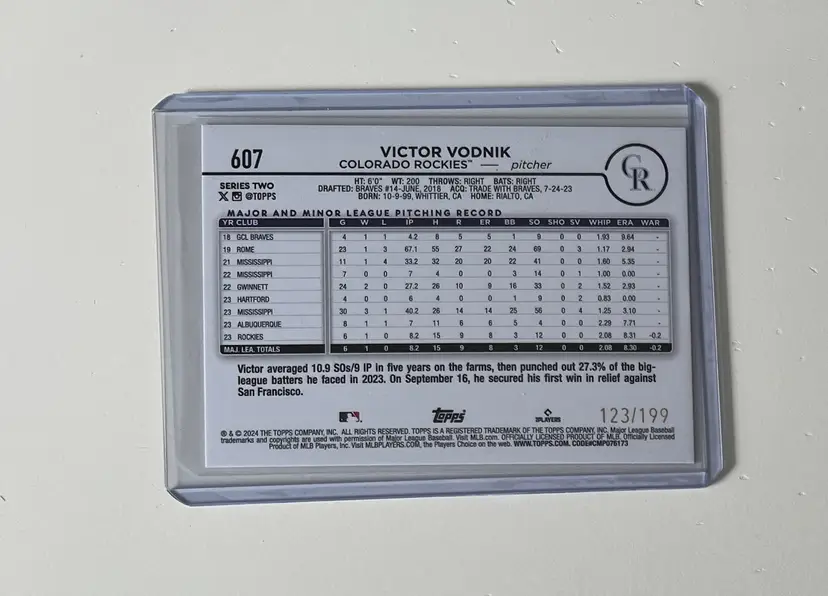 607
VICTOR VODNIK
COLORADO ROCKIES™ — pitcher
CR
SERIES TWO
X @TOPPS
HT: 6'0" WT: 200 THROWS: RIGHT BATS: RIGHT
DRAFTED: BRAVES #14-JUNE, 2018 ACQ: TRADE WITH BRAVES, 7-24-23
BORN: 10-9-99, WHITTIER, CA HOME: RIALTO, CA
MAJOR AND MINOR LEAGUE PITCHING RECORD
YR CLUB G W L IP H R ER BB SO SHO SV WHIP ERA WAR
18 GCL BRAVES 4 1 1 4.2 8 5 5 1 9 0 0 1.93 9.64 -
19 ROME 23 1 3 67.1 55 27 22 24 69 0 3 1.17 2.94 -
21 MISSISSIPPI 11 1 4 33.2 32 20 20 22 41 0 0 1.60 5.35 -
22 MISSISSIPPI 7 0 0 7 4 0 0 3 14 0 1 1.00 0.00 -
22 GWINNETT 24 2 0 27.2 26 10 9 16 33 0 2 1.52 2.93 -
23 HARTFORD 4 0 0 6 4 0 0 1 9 0 2 0.83 0.00 -
23 MISSISSIPPI 30 3 1 40.2 26 14 14 25 56 0 4 1.25 3.10 -
23 ALBUQUERQUE 8 1 1 7 11 6 6 5 4 0 0 2.29 7.71 -
23 ROCKIES 6 1 0 8.2 15 9 8 3 12 0 0 2.08 8.31 -0.2
MAJ. LEA. TOTALS 6 1 0 8.2 15 9 8 3 12 0 0 2.08 8.30 -0.2
Victor averaged 10.9 SOs/9 IP in five years on the farms, then punched out 27.3% of the big-
league batters he faced in 2023. On September 16, he secured his first win in relief against
San Francisco.
Topps
PLAYERS
123/199
® & © 2024 THE TOPPS COMPANY, INC. ALL RIGHTS RESERVED. TOPPS IS A REGISTERED TRADEMARK OF THE TOPPS COMPANY, INC. Major League Baseball
trademarks and copyrights are used with permission of Major League Baseball. Visit MLB.com. OFFICIALLY LICENSED PRODUCT OF MLB. Officially Licensed
Product of MLB Players, Inc. Visit MLBPLAYERS.COM, the Players Choice on the web. WWW.TOPPS.COM. CODE#CMP076173